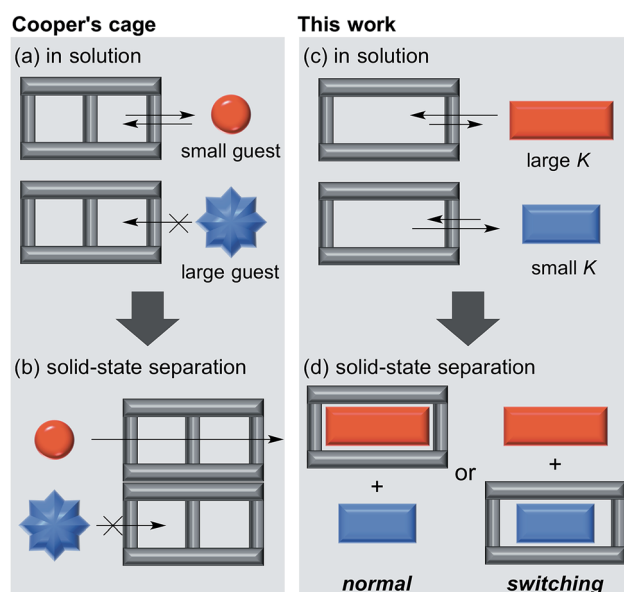 Cooper's cage
(a) in solution
small guest
large guest
(b) solid-state separation
This work
(c) in solution
large K
small K
(d) solid-state separation
+
or
+
normal
switching